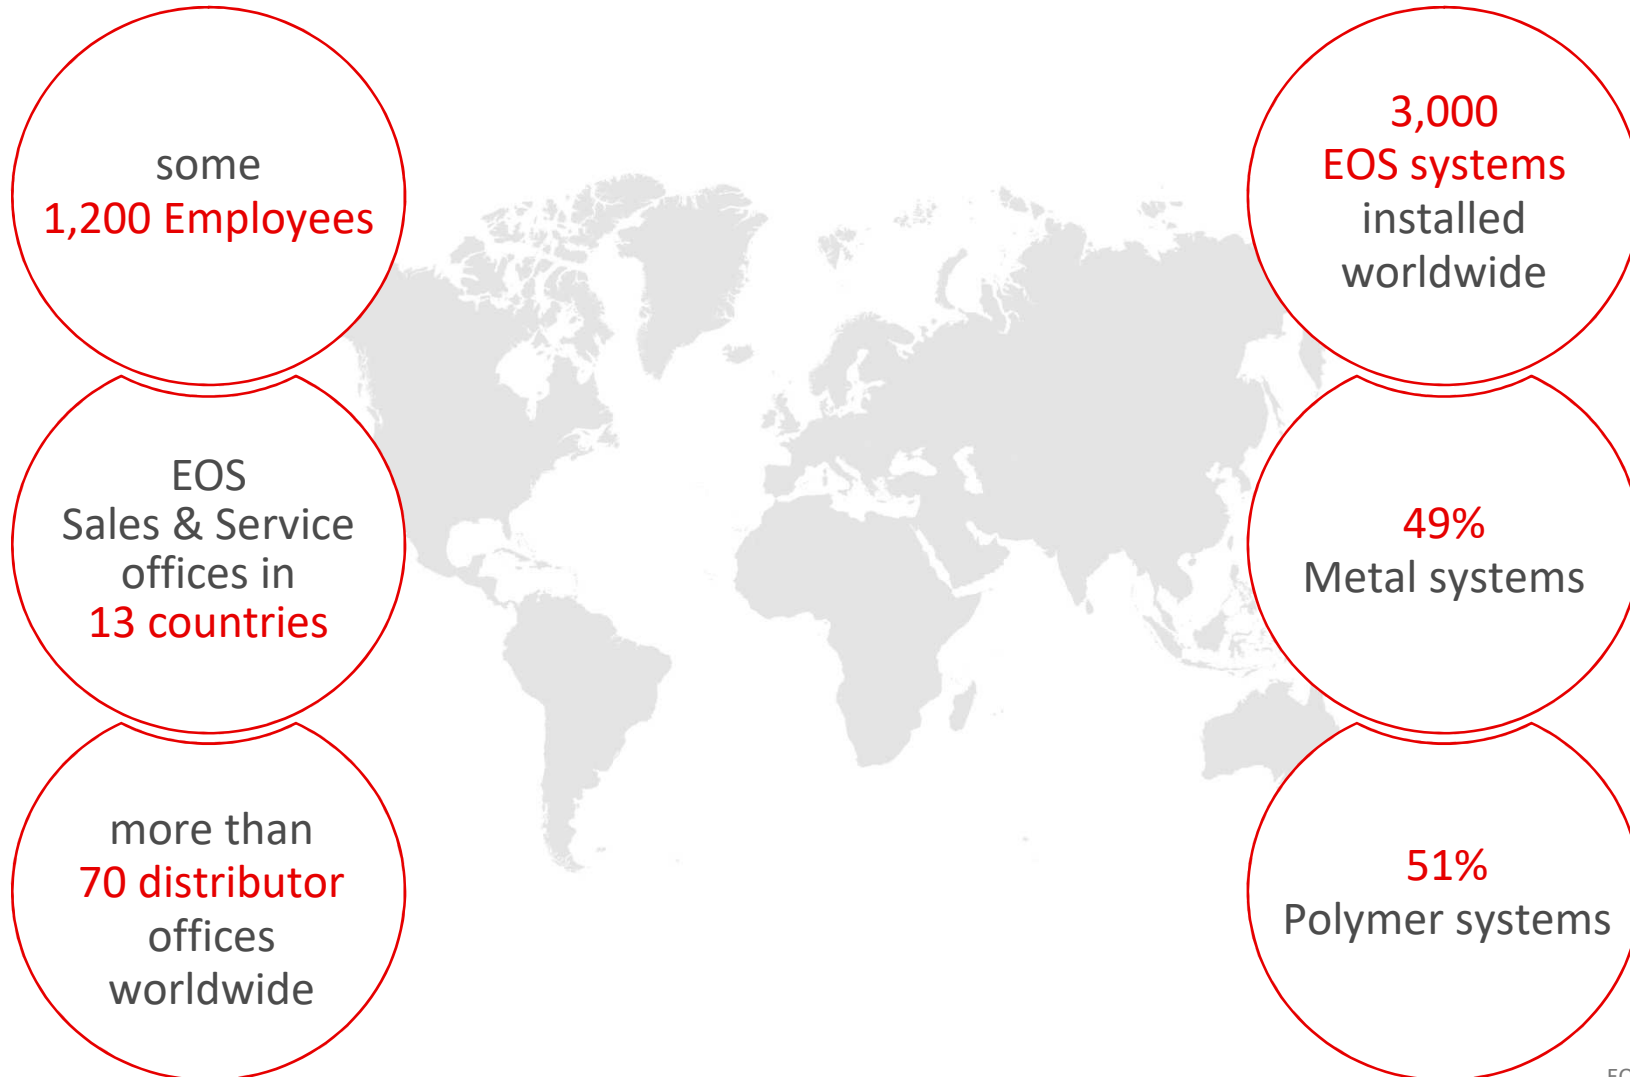 some
1,200 Employees
EOS
Sales & Service
offices in
13 countries
more than
70 distributor
offices
worldwide
3,000
EOS systems
installed
worldwide
49%
Metal systems
51%
Polymer systems